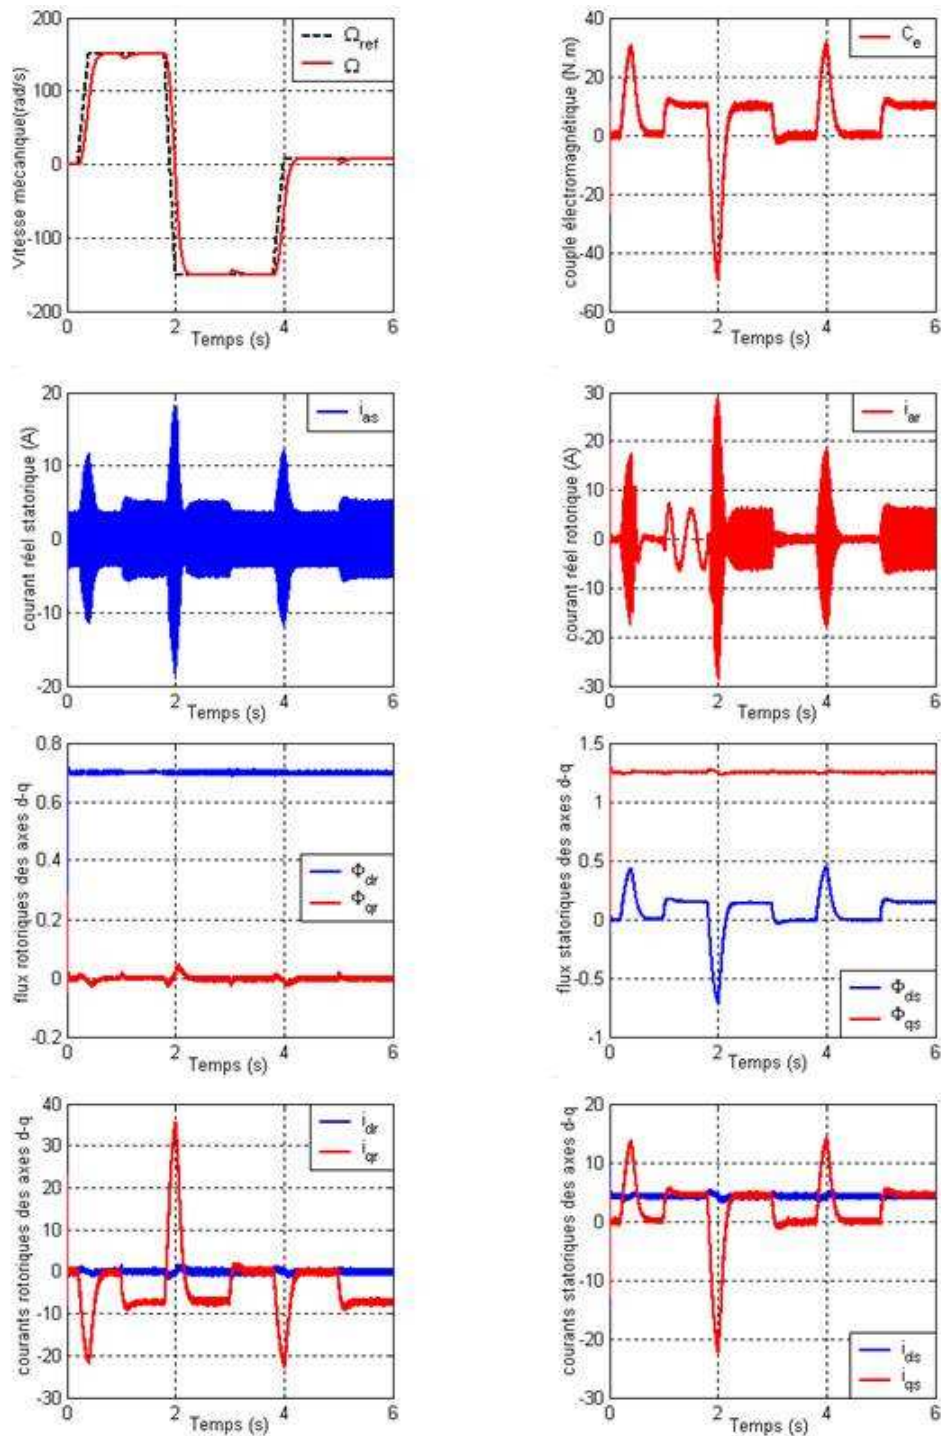 Vitesse mécanique(rad/s)
200
100
0
-100
-200
Ω_ref
Ω
0 2 4 6
Temps (s)
couple électromagnétique (N.m)
40
20
0
-20
-40
-60
C_e
0 2 4 6
Temps (s)
courant réel statorique (A)
20
10
0
-10
-20
i_as
0 2 4 6
Temps (s)
courant réel rotorique (A)
30
20
10
0
-10
-20
-30
i_ar
0 2 4 6
Temps (s)
flux rotoriques des axes d-q
0.8
0.6
0.4
0.2
0
-0.2
Φ_dr
Φ_qr
0 2 4 6
Temps (s)
flux statoriques des axes d-q
1.5
1
0.5
0
-0.5
-1
Φ_ds
Φ_qs
0 2 4 6
Temps (s)
courants rotoriques des axes d-q
40
30
20
10
0
-10
-20
-30
i_dr
i_qr
0 2 4 6
Temps (s)
courants statoriques des axes d-q
20
10
0
-10
-20
-30
i_ds
i_qs
0 2 4 6
Temps (s)